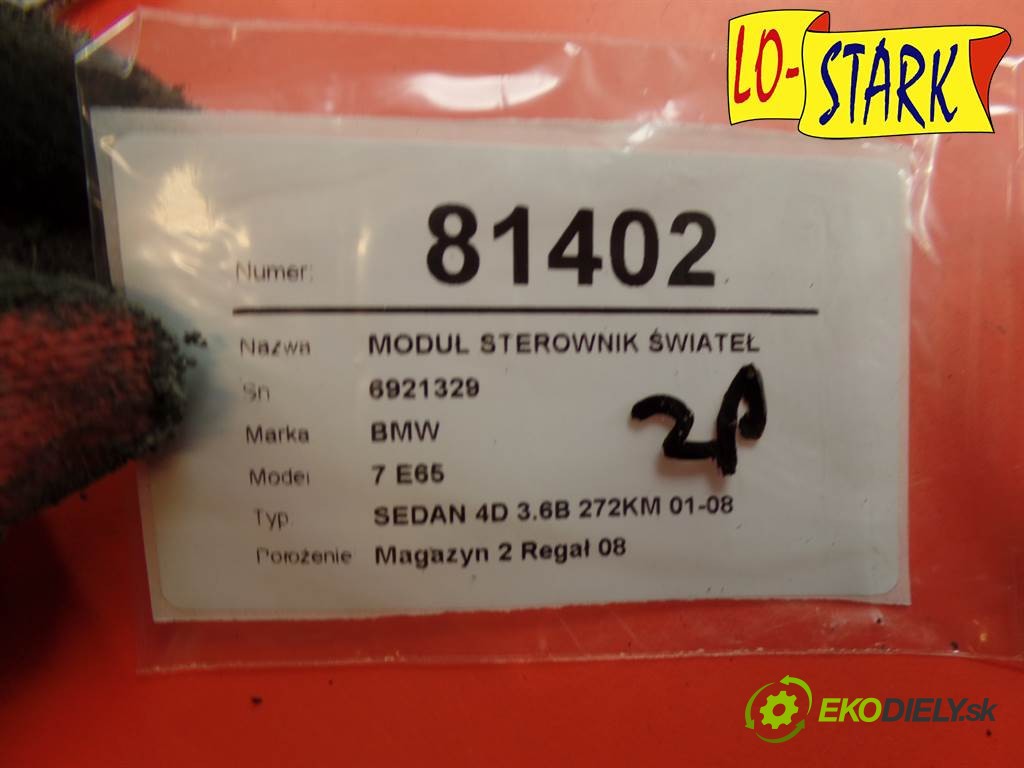 LO-STARK
Numer: 81402
Nazwa MODUL STEROWNIK ŚWIATEŁ
Sn 6921329
Marka BMW
Model 7 E65
Typ SEDAN 4D 3.6B 272KM 01-08
Położenie Magazyn 2 Regał 08
EKODIELY.sk